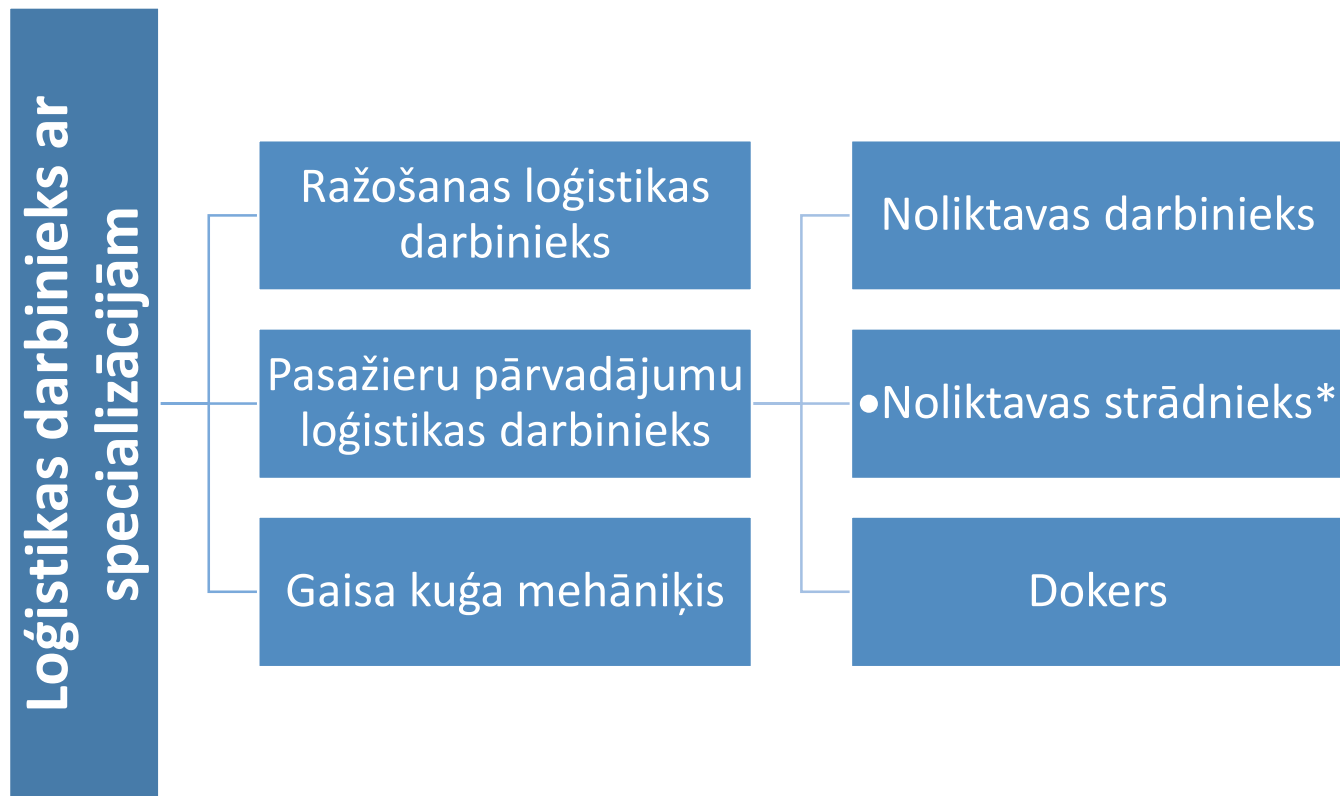 Loģistikas darbinieks ar
specializācijām
Ražošanas loģistikas
darbinieks
Pasažieru pārvadājumu
loģistikas darbinieks
Gaisa kuģa mehāniķis
Noliktavas darbinieks
●Noliktavas strādnieks*
Dokers